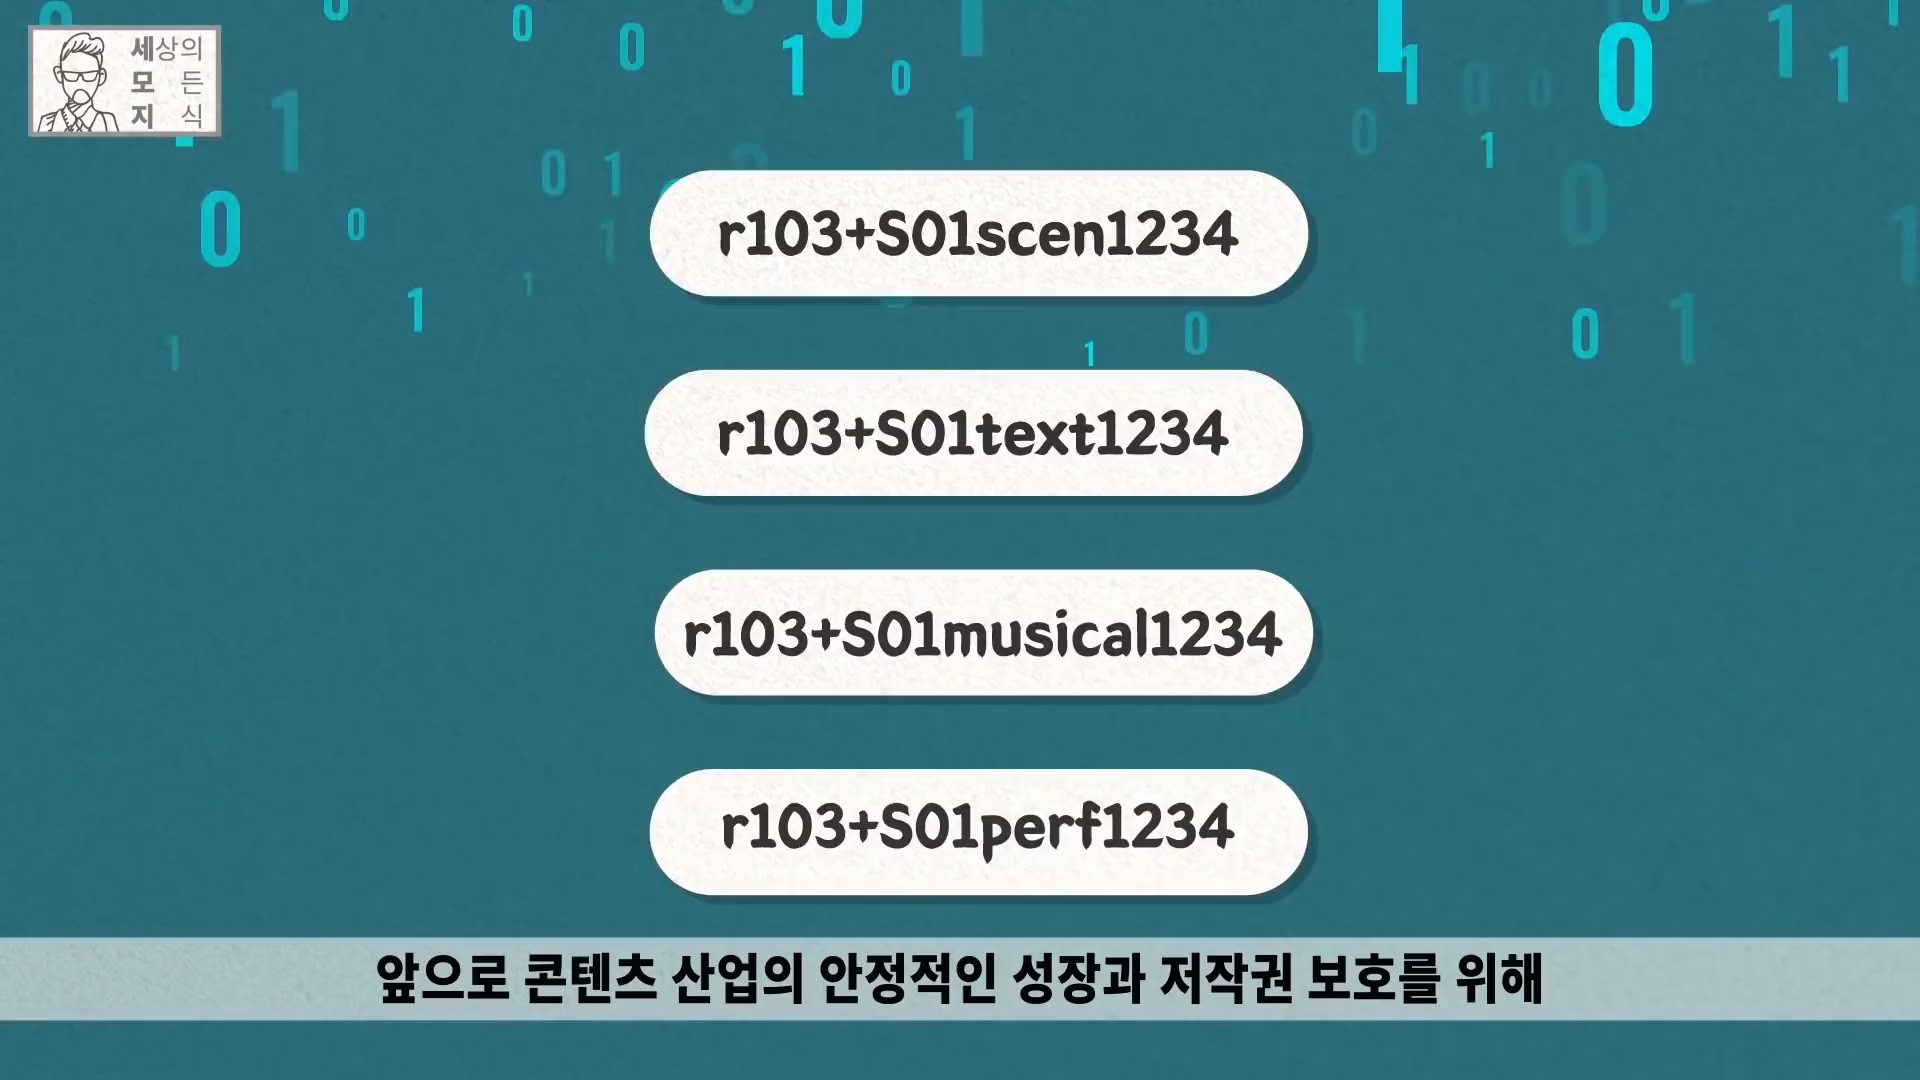 세상의
모든
지식
r103+S01scen1234
r103+S01text1234
r103+S01musical1234
r103+S01perf1234
앞으로 콘텐츠 산업의 안정적인 성장과 저작권 보호를 위해